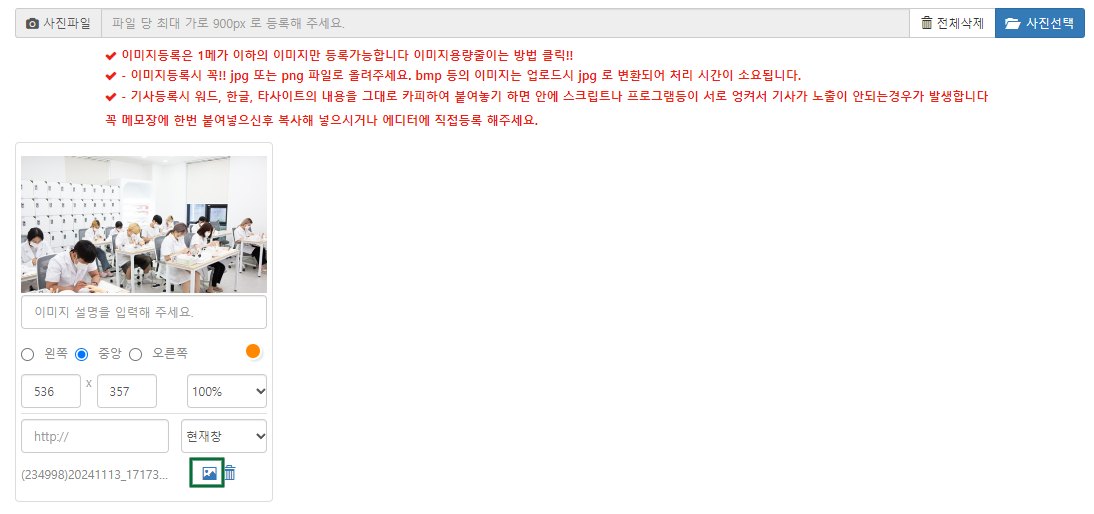 사진파일 파일 당 최대 가로 900px 로 등록해 주세요. 전체삭제 사진선택
이미지등록은 1메가 이하의 이미지만 등록가능합니다 이미지용량줄이는 방법 클릭!!
- 이미지등록시 꼭!! jpg 또는 png 파일로 올려주세요. bmp 등의 이미지는 업로드시 jpg 로 변환되어 처리 시간이 소요됩니다.
- 기사등록시 워드, 한글, 타사이트의 내용을 그대로 카피하여 붙여놓기 하면 안에 스크립트나 프로그램등이 서로 엉켜서 기사가 노출이 안되는경우가 발생합니다
꼭 메모장에 한번 붙여넣으신후 복사해 넣으시거나 에디터에 직접등록 해주세요.
이미지 설명을 입력해 주세요.
왼쪽 중앙 오른쪽
536 x 357 100%
http:// 현재창
(234998)20241113_17173...